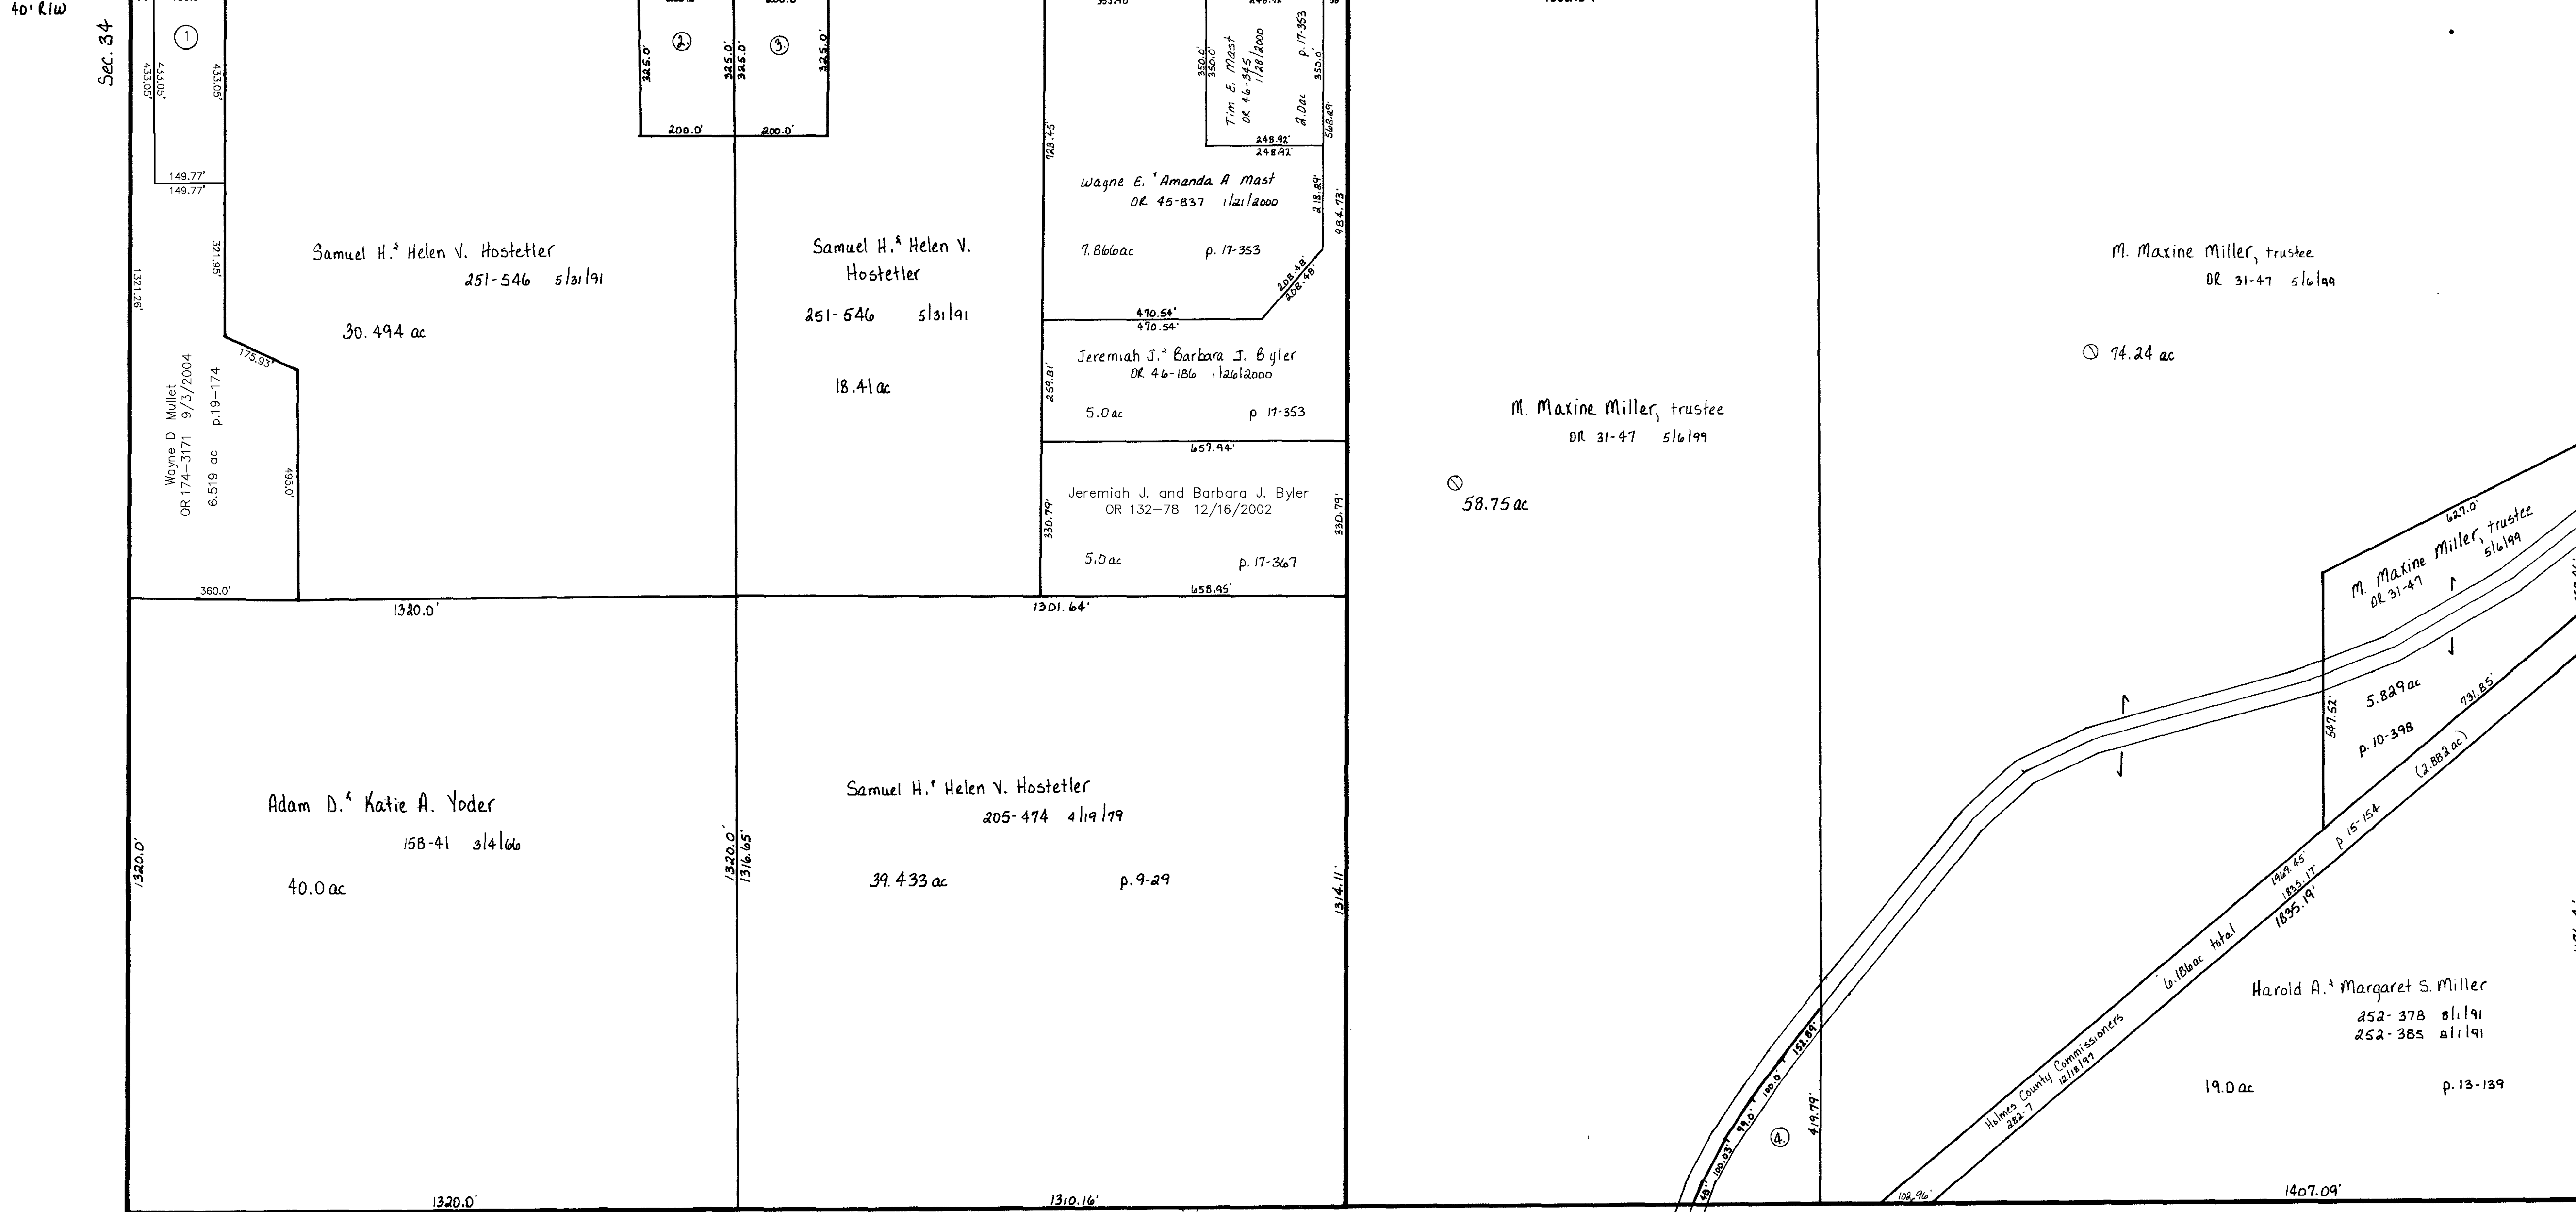 40' R/W
Sec. 34
1
433.05'
433.05'
433.05'
149.77'
149.77'
321.95'
1321.26'
175.93'
495.0'
360.0'
Wayne D Mullet
OR 174-3171 9/3/2004
6.519 ac p.19-174
Samuel H. & Helen V. Hostetler
251-546 5/31/91
30.494 ac
1320.0'
2.
3.
325.0'
325.0'
325.0'
325.0'
200.0'
200.0'
Samuel H. & Helen V.
Hostetler
251-546 5/31/91
18.41 ac
1301.64'
728.45'
350.0'
350.0'
Tim E. Mast
OR 46-345
1/28/2000
2.0ac p.17-353
350.0'
568.29'
248.92'
248.92'
Wayne E. & Amanda A Mast
OR 45-837 1/21/2000
7.866ac p. 17-353
218.29'
984.73'
208.48'
208.48'
470.54'
470.54'
Jeremiah J. & Barbara J. Byler
OR 46-186 1/26/2000
5.0ac p 17-353
259.81'
657.94'
Jeremiah J. and Barbara J. Byler
OR 132-78 12/16/2002
5.0ac p. 17-367
330.79'
330.79'
658.95'
Adam D. & Katie A. Yoder
158-41 3/4/66
40.0 ac
1320.0'
1320.0'
1320.0'
Samuel H. & Helen V. Hostetler
205-474 4/19/79
39.433 ac p.9-29
1316.65'
1314.11'
1310.16'
M. Maxine Miller, trustee
OR 31-47 5/6/99
58.75 ac
M. Maxine Miller, trustee
OR 31-47 5/6/99
74.24 ac
627.0'
M. Maxine Miller, trustee
OR 31-47 5/6/99
5.829ac
p. 10-398
547.52'
731.85'
(2.882 ac)
p 15-154
1969.45'
1835.17'
1835.19'
6.186ac total
Holmes County Commissioners
282-7 12/18/97
Harold A. & Margaret S. Miller
252-378 8/1/91
252-385 8/1/91
19.0 ac p. 13-139
152.89'
100.0'
99.0'
100.03'
4.
419.79'
102.96'
1407.09'